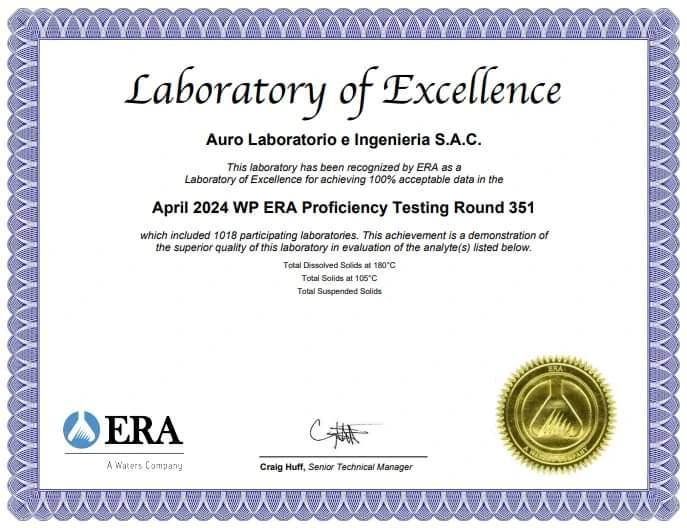 Laboratory of Excellence
Auro Laboratorio e Ingenieria S.A.C.
This laboratory has been recognized by ERA as a
Laboratory of Excellence for achieving 100% acceptable data in the
April 2024 WP ERA Proficiency Testing Round 351
which included 1018 participating laboratories. This achievement is a demonstration of
the superior quality of this laboratory in evaluation of the analyte(s) listed below.
Total Dissolved Solids at 180°C
Total Solids at 105°C
Total Suspended Solids
ERA
A Waters Company
Craig Huff, Senior Technical Manager
ERA
A WATERS COMPANY